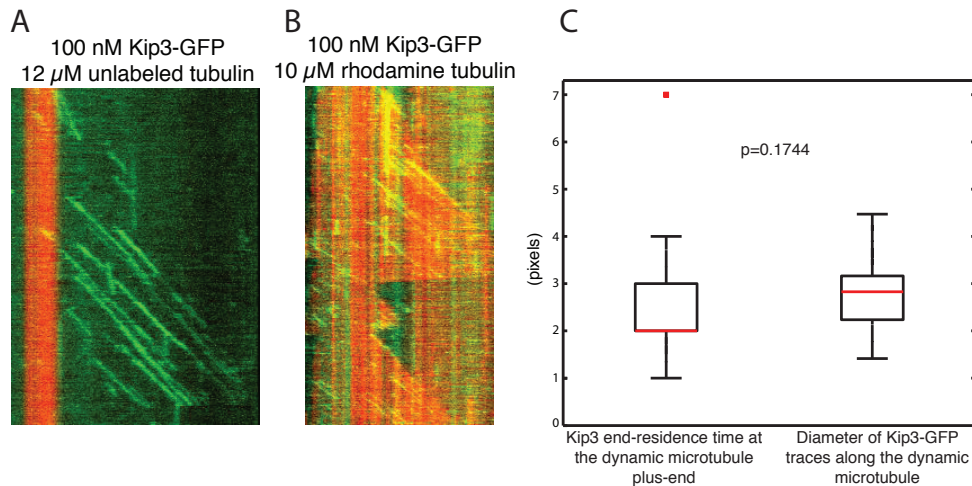 A
100 nM Kip3-GFP
12 µM unlabeled tubulin
B
100 nM Kip3-GFP
10 µM rhodamine tubulin
C
7
6
5
4
3
2
1
0
(pixels)
p=0.1744
Kip3 end-residence time at
the dynamic microtubule
plus-end
Diameter of Kip3-GFP
traces along the dynamic
microtubule